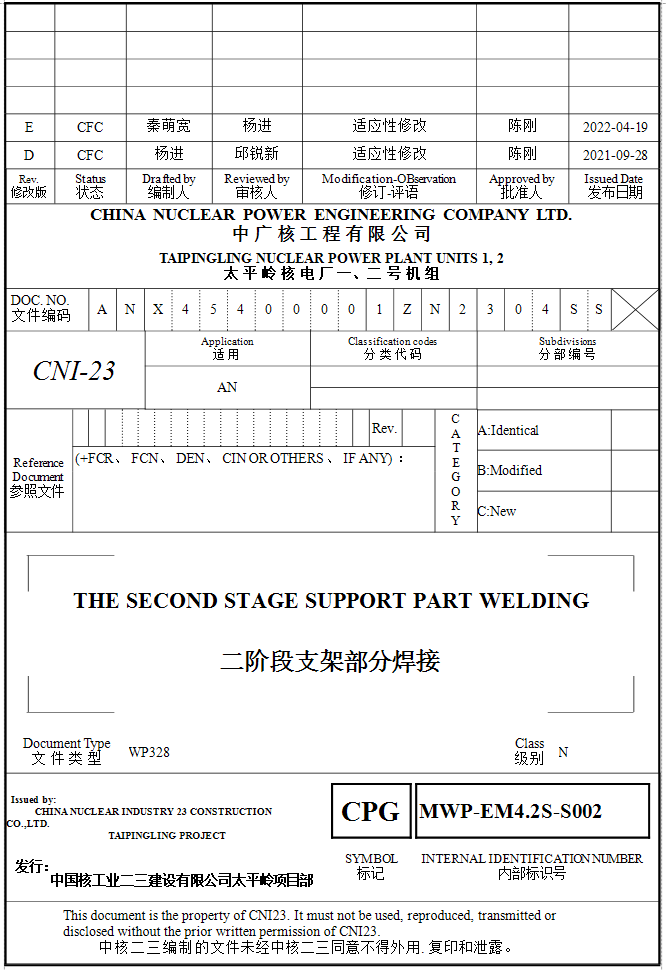 E CFC 秦萌宽 杨进 适应性修改 陈刚 2022-04-19
D CFC 杨进 邱锐新 适应性修改 陈刚 2021-09-28
Rev. Status Drafted by Reviewed by Modification-OBservation Approved by Issued Date
修改版 状态 编制人 审核人 修订-评语 批准人 发布日期
CHINA NUCLEAR POWER ENGINEERING COMPANY LTD.
中广核工程有限公司
TAIPINGLING NUCLEAR POWER PLANT UNITS 1, 2
太平岭核电厂一、二号机组
DOC. NO.
文件编码
A N X 4 5 4 0 0 0 0 1 Z N 2 3 0 4 S S
CNI-23
Application Classification codes Subdivisions
适用 分类代码 分部编号
AN
Reference
Document
参照文件
Rev.
(+FCR、FCN、DEN、CIN OR OTHERS、IF ANY)：
CATEGORY
A:Identical
B:Modified
C:New
THE SECOND STAGE SUPPORT PART WELDING
二阶段支架部分焊接
Document Type
文件类型
WP328
Class
级别
N
Issued by:
CHINA NUCLEAR INDUSTRY 23 CONSTRUCTION
CO.,LTD.
TAIPINGLING PROJECT
发行：
中国核工业二三建设有限公司太平岭项目部
CPG
MWP-EM4.2S-S002
SYMBOL INTERNAL IDENTIFICATION NUMBER
标记 内部标识号
This document is the property of CNI23. It must not be used, reproduced, transmitted or
disclosed without the prior written permission of CNI23.
中核二三编制的文件未经中核二三同意不得外用.复印和泄露。